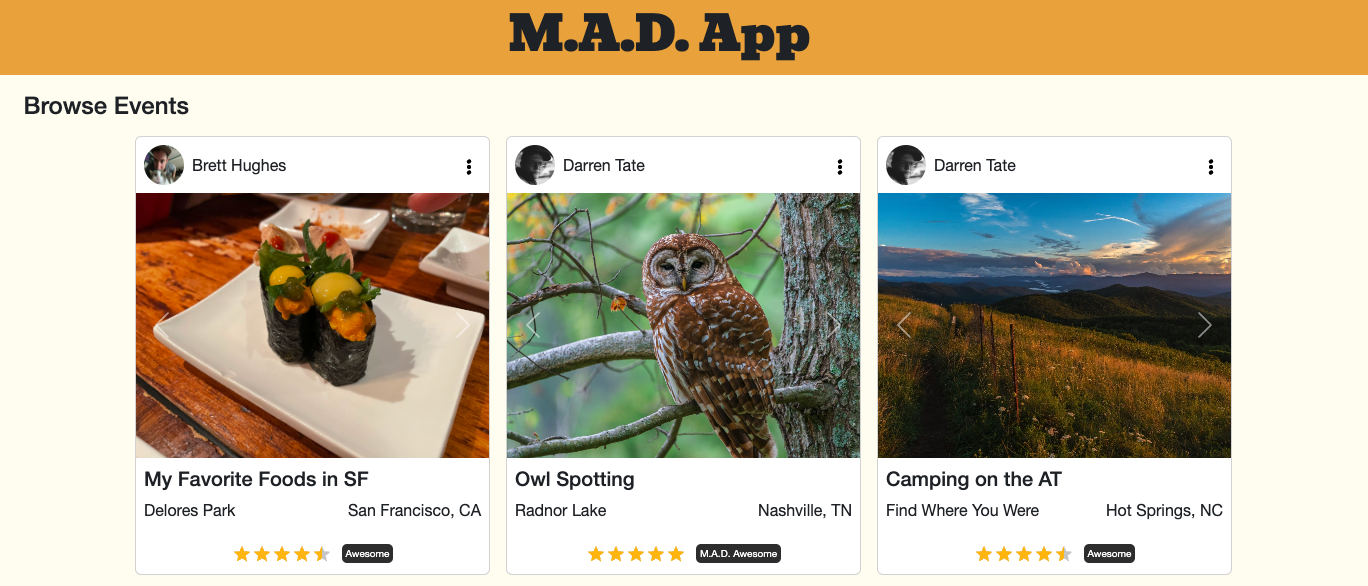 M.A.D. App
Browse Events
Brett Hughes
My Favorite Foods in SF
Delores Park San Francisco, CA
Awesome
Darren Tate
Owl Spotting
Radnor Lake Nashville, TN
M.A.D. Awesome
Darren Tate
Camping on the AT
Find Where You Were Hot Springs, NC
Awesome